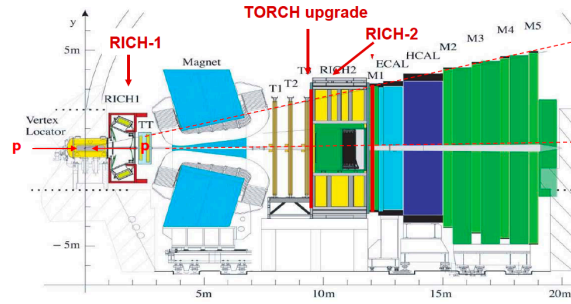 TORCH upgrade
RICH-1
RICH-2
y
5m
Magnet
RICH1
Vertex
Locator
TT
p
p
T1
T2
T3
RICH2
M1
ECAL
HCAL
M2
M3
M4
M5
−5m
5m
10m
15m
20m